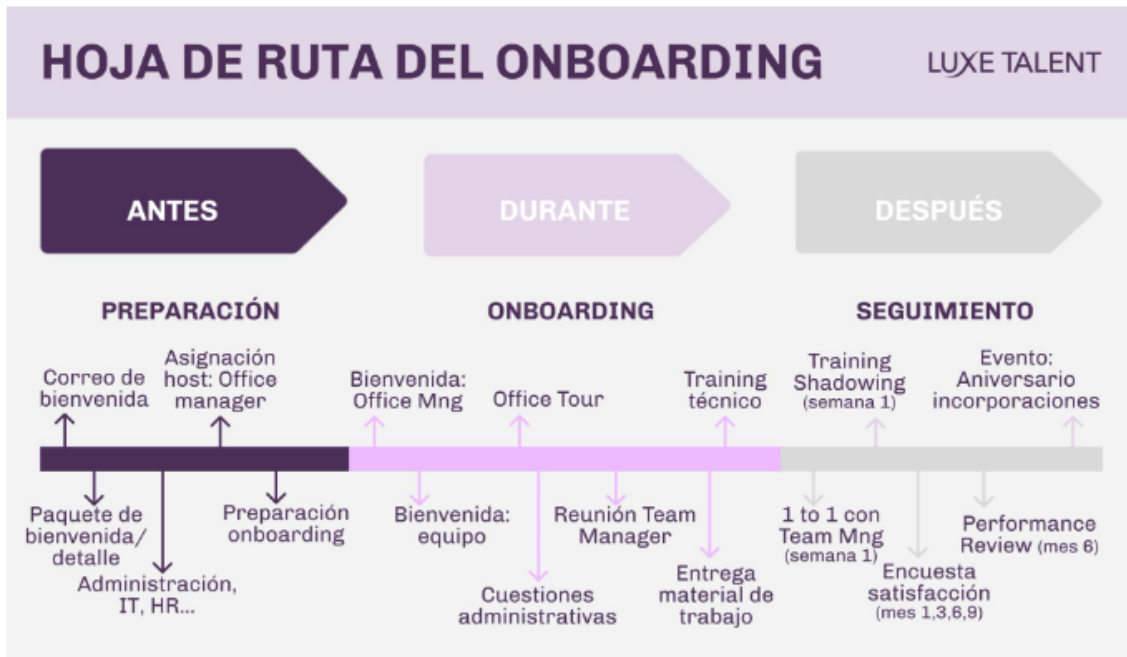 HOJA DE RUTA DEL ONBOARDING
LUXE TALENT
ANTES
DURANTE
DESPUÉS
PREPARACIÓN
ONBOARDING
SEGUIMIENTO
Correo de
bienvenida
Asignación
host: Office
manager
Paquete de
bienvenida/
detalle
Administración,
IT, HR...
Preparación
onboarding
Bienvenida:
Office Mng
Office Tour
Training
técnico
Bienvenida:
equipo
Cuestiones
administrativas
Reunión Team
Manager
Entrega
material de
trabajo
Training
Shadowing
(semana 1)
Evento:
Aniversario
incorporaciones
1 to 1 con
Team Mng
(semana 1)
Encuesta
satisfacción
(mes 1,3,6,9)
Performance
Review (mes 6)